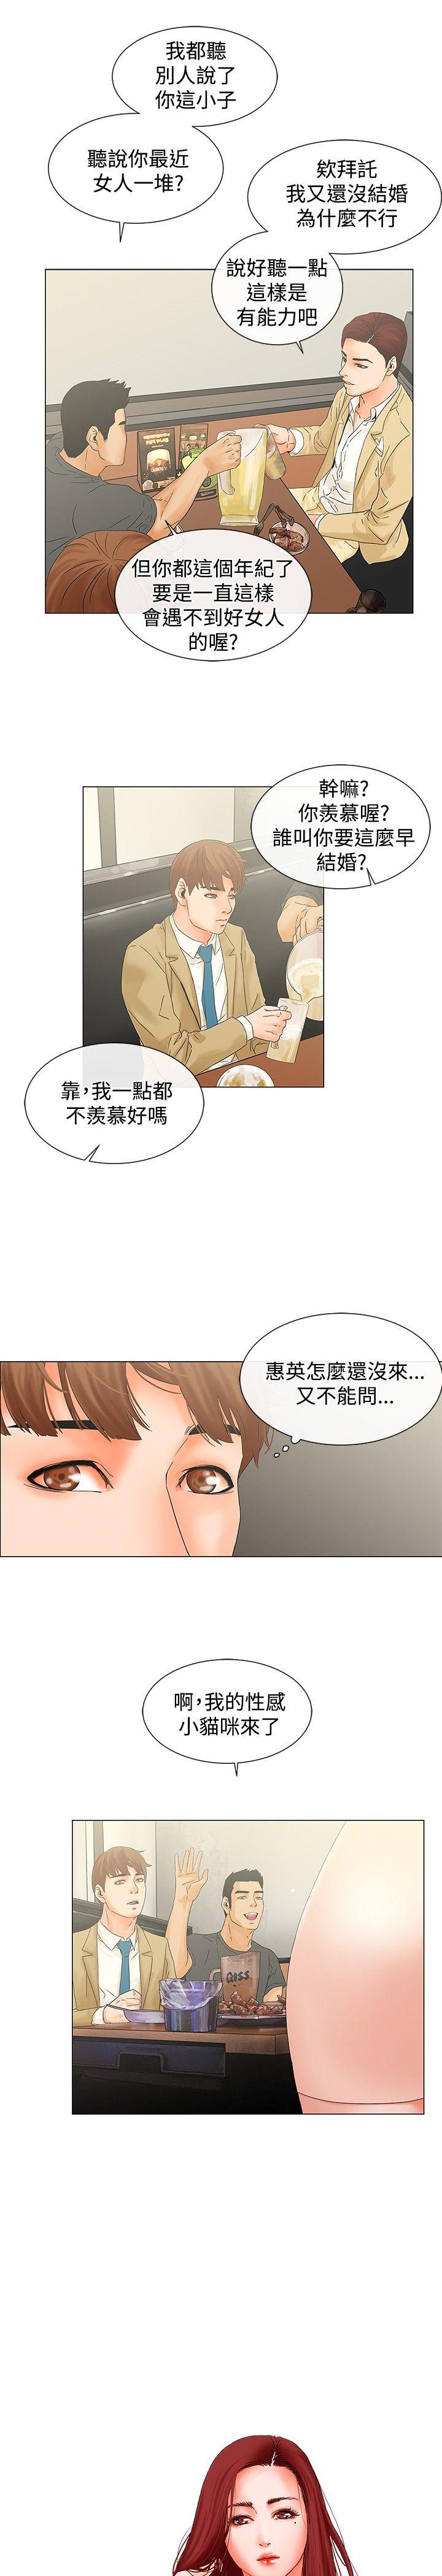 我都聽
別人說了
你這小子
聽說你最近
女人一堆?
欸拜託
我又還沒結婚
為什麼不行
說好聽一點
這樣是
有能力吧
但你都這個年紀了
要是一直這樣
會遇不到好女人
的喔?
幹嘛?
你羨慕喔?
誰叫你要這麼早
結婚?
靠,我一點都
不羨慕好嗎
惠英怎麼還沒來...
又不能問...
啊,我的性感
小貓咪來了